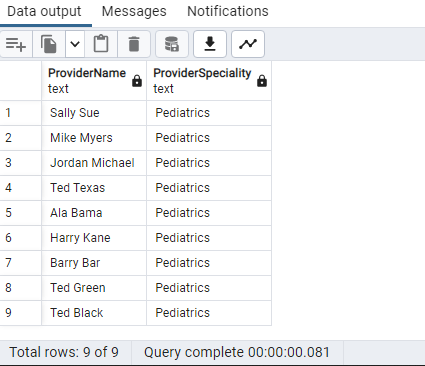 Data output Messages Notifications
ProviderName ProviderSpeciality
text text
1 Sally Sue Pediatrics
2 Mike Myers Pediatrics
3 Jordan Michael Pediatrics
4 Ted Texas Pediatrics
5 Ala Bama Pediatrics
6 Harry Kane Pediatrics
7 Barry Bar Pediatrics
8 Ted Green Pediatrics
9 Ted Black Pediatrics
Total rows: 9 of 9 Query complete 00:00:00.081